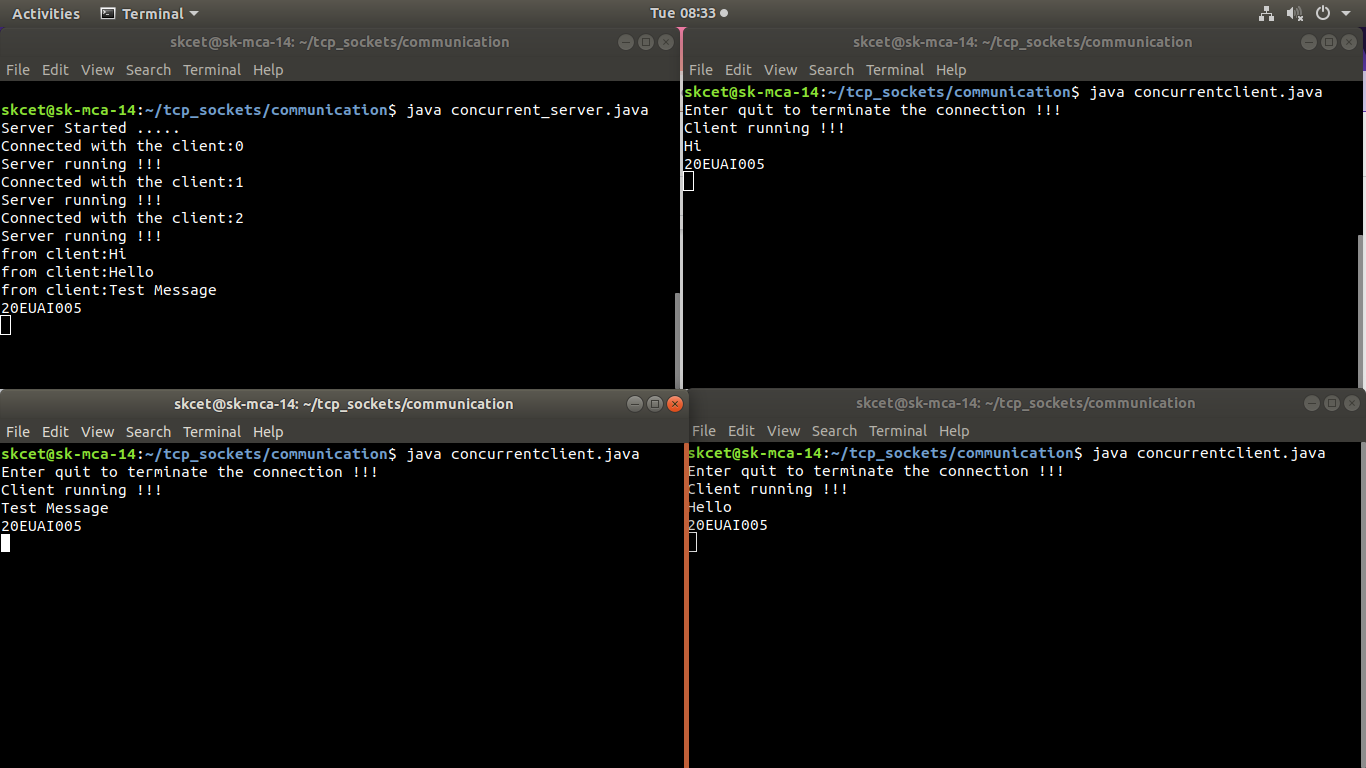 Activities Terminal Tue 08:33
skcet@sk-mca-14: ~/tcp_sockets/communication
File Edit View Search Terminal Help
skcet@sk-mca-14:~/tcp_sockets/communication$ java concurrent_server.java
Server Started .....
Connected with the client:0
Server running !!!
Connected with the client:1
Server running !!!
Connected with the client:2
Server running !!!
from client:Hi
from client:Hello
from client:Test Message
20EUAI005
skcet@sk-mca-14: ~/tcp_sockets/communication
File Edit View Search Terminal Help
skcet@sk-mca-14:~/tcp_sockets/communication$ java concurrentclient.java
Enter quit to terminate the connection !!!
Client running !!!
Hi
20EUAI005
skcet@sk-mca-14: ~/tcp_sockets/communication
File Edit View Search Terminal Help
skcet@sk-mca-14:~/tcp_sockets/communication$ java concurrentclient.java
Enter quit to terminate the connection !!!
Client running !!!
Test Message
20EUAI005
skcet@sk-mca-14: ~/tcp_sockets/communication
File Edit View Search Terminal Help
skcet@sk-mca-14:~/tcp_sockets/communication$ java concurrentclient.java
Enter quit to terminate the connection !!!
Client running !!!
Hello
20EUAI005